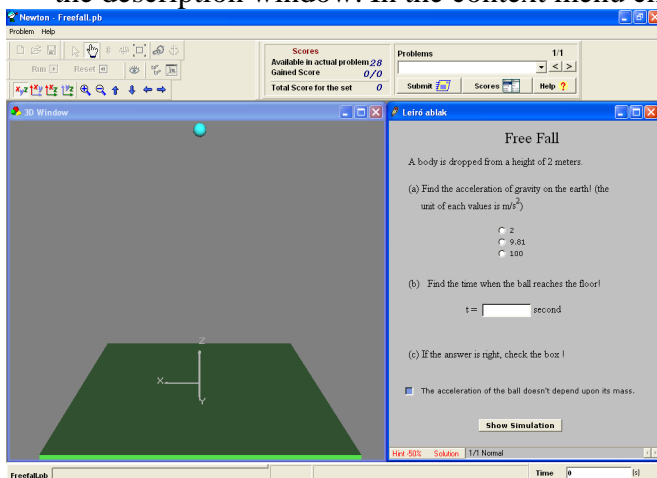 the description window. In the context menu ch
Newton - Freefall.pb
Problem Help
Scores
Available in actual problem 28
Gained Score 0/0
Total Score for the set 0
Problems 1/1
Run Reset
Submit Scores Help ?
xyz xy xz yz
3D Window
Z
X
Y
Leíró ablak
Free Fall
A body is dropped from a height of 2 meters.
(a) Find the acceleration of gravity on the earth! (the
unit of each values is m/s²)
2
9.81
100
(b) Find the time when the ball reaches the floor!
t = second
(c) If the answer is right, check the box !
The acceleration of the ball doesn't depend upon its mass.
Show Simulation
Hint -50% Solution 1/1 Normal
Freefall.pb Time 0 [s]